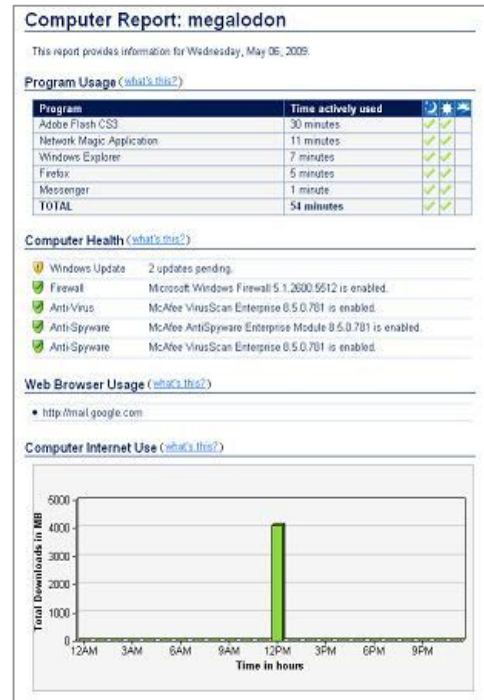 Computer Report: megalodon
This report provides information for Wednesday, May 06, 2009.
Program Usage (what's this?)
Program Time actively used
Adobe Flash CS3 30 minutes
Network Magic Application 11 minutes
Windows Explorer 7 minutes
Firefox 5 minutes
Messenger 1 minute
TOTAL 54 minutes
Computer Health (what's this?)
Windows Update 2 updates pending.
Firewall Microsoft Windows Firewall 5.1.2600.5512 is enabled.
Anti-Virus McAfee VirusScan Enterprise 8.5.0.781 is enabled.
Anti-Spyware McAfee AntiSpyware Enterprise Module 8.5.0.781 is enabled.
Anti-Spyware McAfee VirusScan Enterprise 8.5.0.781 is enabled.
Web Browser Usage (what's this?)
• http://mail.google.com
Computer Internet Use (what's this?)
Total Downloads in MB
5000
4000
3000
2000
1000
0
12AM 3AM 6AM 9AM 12PM 3PM 6PM 9PM
Time in hours